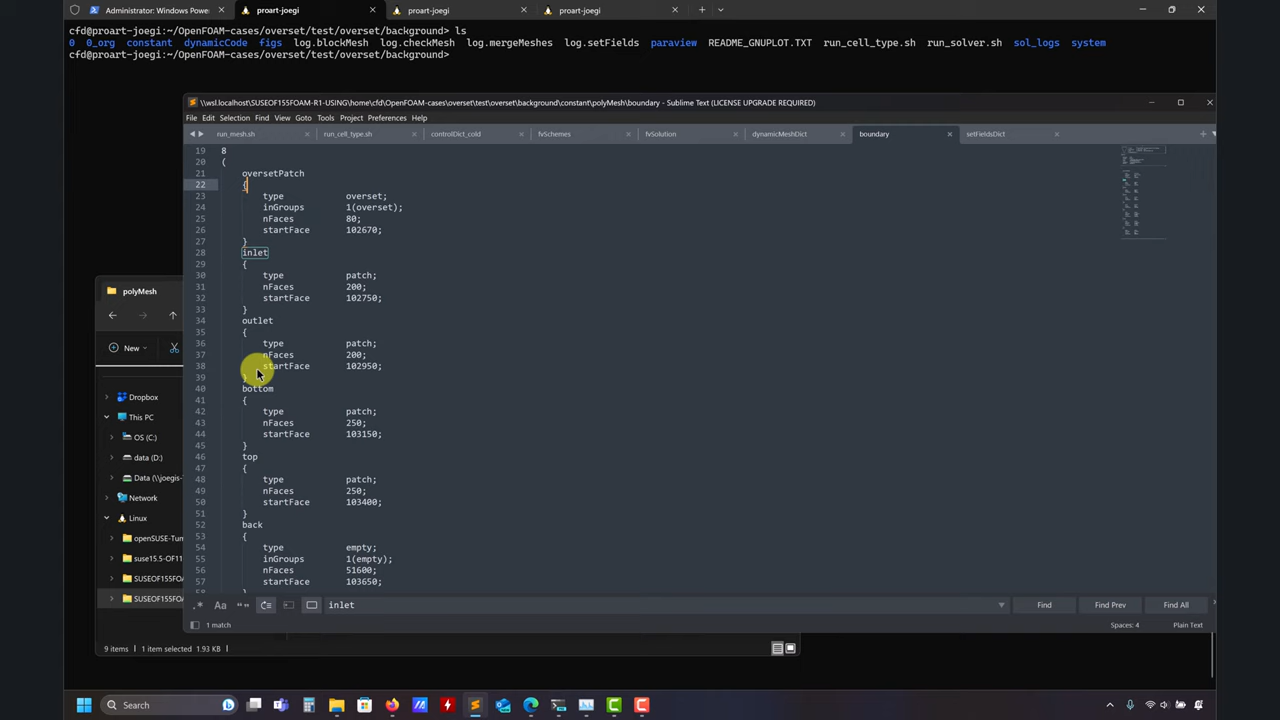 Administrator: Windows Powe
proart-joegi
proart-joegi
proart-joegi
cfd@proart-joegi:~/OpenFOAM-cases/overset/test/overset/background> ls
0 0_org constant dynamicCode figs log.blockMesh log.checkMesh log.mergeMeshes log.setFields paraview README_GNUPLOT.TXT run_cell_type.sh run_solver.sh sol_logs system
cfd@proart-joegi:~/OpenFOAM-cases/overset/test/overset/background>
\\wsl.localhost\SUSEOF155FOAM-R1-USING\home\cfd\OpenFOAM-cases\overset\test\overset\background\constant\polyMesh\boundary - Sublime Text (LICENSE UPGRADE REQUIRED)
File Edit Selection Find View Goto Tools Project Preferences Help
run_mesh.sh
run_cell_type.sh
controlDict_cold
fvSchemes
fvSolution
dynamicMeshDict
boundary
setFieldsDict
19 8
20 (
21 oversetPatch
22 {
23 type overset;
24 inGroups 1(overset);
25 nFaces 80;
26 startFace 102670;
27 }
28 inlet
29 {
30 type patch;
31 nFaces 200;
32 startFace 102750;
33 }
34 outlet
35 {
36 type patch;
37 nFaces 200;
38 startFace 102950;
39 }
40 bottom
41 {
42 type patch;
43 nFaces 250;
44 startFace 103150;
45 }
46 top
47 {
48 type patch;
49 nFaces 250;
50 startFace 103400;
51 }
52 back
53 {
54 type empty;
55 inGroups 1(empty);
56 nFaces 51600;
57 startFace 103650;
polyMesh
New
Dropbox
This PC
OS (C:)
data (D:)
Data (\\joegis-
Network
Linux
openSUSE-Tum
suse15.5-OF11
SUSEOF155FOA
SUSEOF155FOA
.* Aa inlet Find Find Prev Find All
1 match
Spaces: 4
Plain Text
9 items 1 item selected 1.93 KB
Search